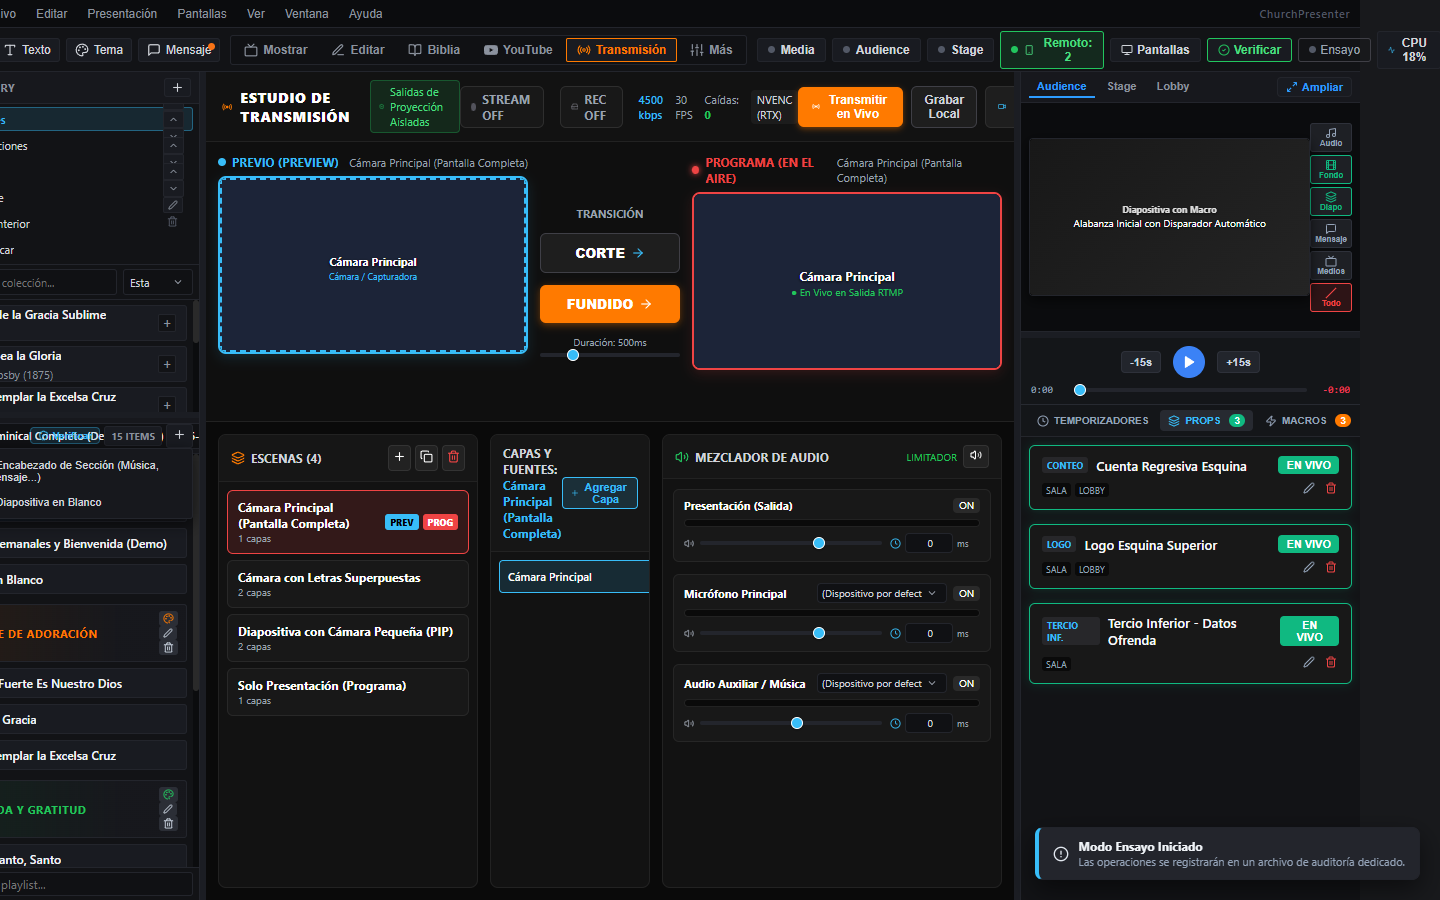 ivo Editar Presentación Pantallas Ver Ventana Ayuda ChurchPresenter
Texto Tema Mensaje Mostrar Editar Biblia YouTube Transmisión Más Media Audience Stage Remoto: 2 Pantallas Verificar Ensayo CPU 18%
RY
s
ciones
e
nterior
car
colección... Esta
de la Gracia Sublime
ea la Gloria
osby (1875)
emplar la Excelsa Cruz
minical Completo (De 15 ITEMS
Encabezado de Sección (Música,
ensaje...)
Diapositiva en Blanco
emanales y Bienvenida (Demo)
n Blanco
E DE ADORACIÓN
Fuerte Es Nuestro Dios
Gracia
emplar la Excelsa Cruz
DA Y GRATITUD
anto, Santo
playlist...
ESTUDIO DE
TRANSMISIÓN
Salidas de
Proyección
Aisladas
STREAM
OFF
REC
OFF
4500
kbps
30
FPS
Caídas:
0
NVENC
(RTX)
Transmitir
en Vivo
Grabar
Local
PREVIO (PREVIEW) Cámara Principal (Pantalla Completa)
Cámara Principal
Cámara / Capturadora
TRANSICIÓN
CORTE
FUNDIDO
Duración: 500ms
PROGRAMA (EN EL
AIRE)
Cámara Principal (Pantalla
Completa)
Cámara Principal
En Vivo en Salida RTMP
ESCENAS (4)
Cámara Principal
(Pantalla Completa)
PREV PROG
1 capas
Cámara con Letras Superpuestas
2 capas
Diapositiva con Cámara Pequeña (PIP)
2 capas
Solo Presentación (Programa)
1 capas
CAPAS Y
FUENTES:
Cámara
Principal
(Pantalla
Completa)
+ Agregar
Capa
Cámara Principal
MEZCLADOR DE AUDIO LIMITADOR
Presentación (Salida) ON
0 ms
Micrófono Principal (Dispositivo por defect ON
0 ms
Audio Auxiliar / Música (Dispositivo por defect ON
0 ms
Audience Stage Lobby Ampliar
Diapositiva con Macro
Alabanza Inicial con Disparador Automático
Audio
Fondo
Diapo
Mensaje
Medios
Todo
-15s +15s
0:00 -0:00
TEMPORIZADORES PROPS 3 MACROS 3
CONTEO Cuenta Regresiva Esquina EN VIVO
SALA LOBBY
LOGO Logo Esquina Superior EN VIVO
SALA LOBBY
TERCIO
INF.
Tercio Inferior - Datos
Ofrenda
EN
VIVO
SALA
Modo Ensayo Iniciado
Las operaciones se registrarán en un archivo de auditoría dedicado.